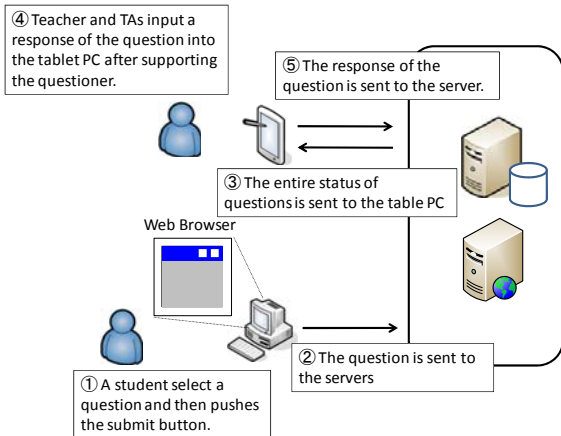 ④ Teacher and TAs input a
response of the question into
the tablet PC after supporting
the questioner.
⑤ The response of the
question is sent to the server.
③ The entire status of
questions is sent to the table PC
Web Browser
② The question is sent to
the servers
① A student select a
question and then pushes
the submit button.